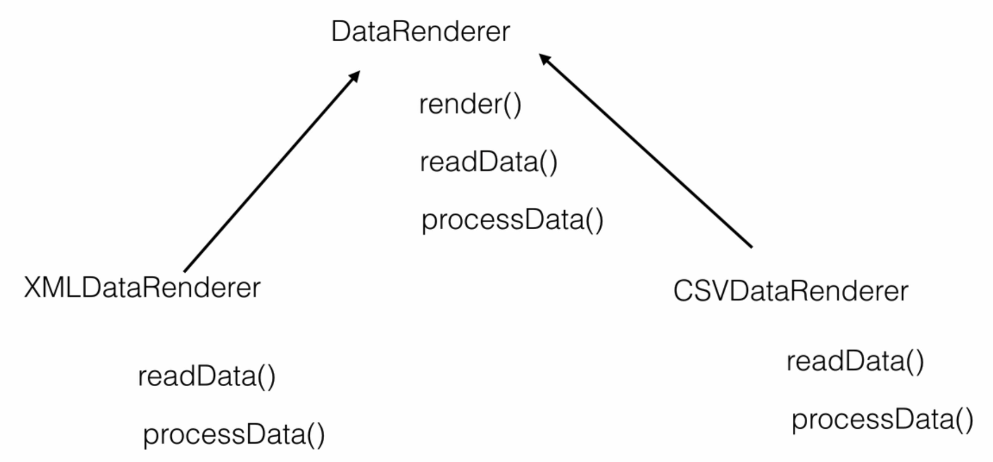 DataRenderer
render()
readData()
processData()
XMLDataRenderer
readData()
processData()
CSVDataRenderer
readData()
processData()